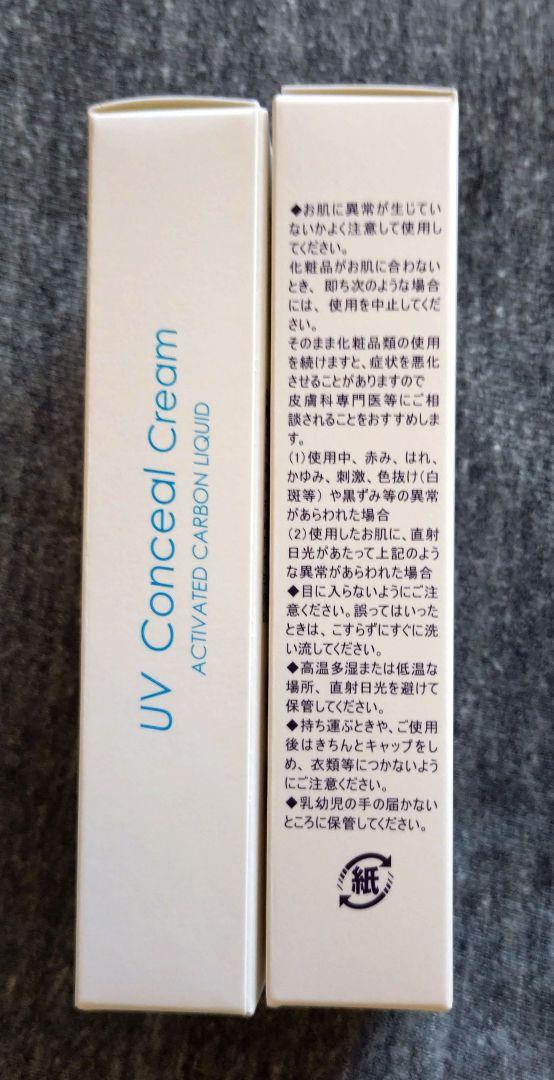 UV Conceal Cream
ACTIVATED CARBON LIQUID
◆お肌に異常が生じてい
ないかよく注意して使用し
てください。
化粧品がお肌に合わない
とき、即ち次のような場合
には、使用を中止してくだ
さい。
そのまま化粧品類の使用
を続けますと、症状を悪化
させることがありますので
皮膚科専門医等にご相
談されることをおすすめしま
す。
(1)使用中、赤み、はれ、
かゆみ、刺激、色抜け(白
斑等)や黒ずみ等の異常
があらわれた場合
(2)使用したお肌に、直射
日光があたって上記のよう
な異常があらわれた場合
◆目に入らないようにご注
意ください。誤ってはいった
ときは、こすらずにすぐに洗
い流してください。
◆高温多湿または低温な
場所、直射日光を避けて
保管してください。
◆持ち運ぶときや、ご使用
後はきちんとキャップをし
め、衣類等につかないよう
にご注意ください。
◆乳幼児の手の届かない
ところに保管してください。
紙